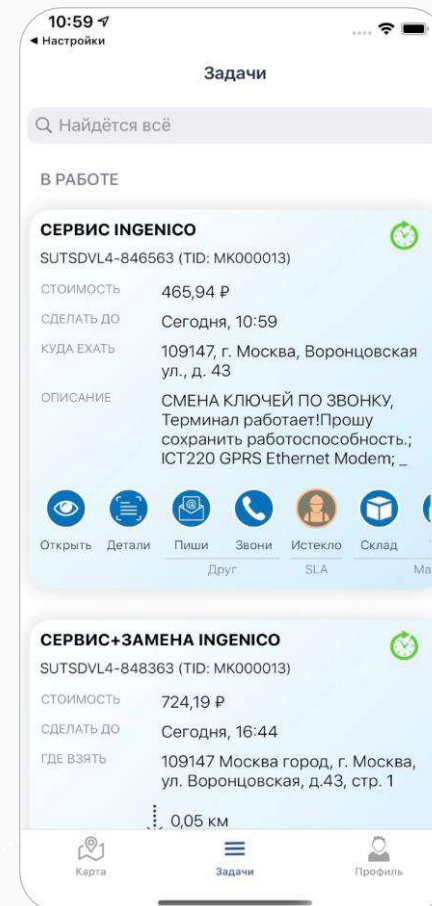 10:59
◀ Настройки
Задачи
Найдётся всё
В РАБОТЕ
СЕРВИС INGENICO
SUTSDVL4-846563 (TID: MK000013)
СТОИМОСТЬ 465,94 ₽
СДЕЛАТЬ ДО Сегодня, 10:59
КУДА ЕХАТЬ 109147, г. Москва, Воронцовская
ул., д. 43
ОПИСАНИЕ СМЕНА КЛЮЧЕЙ ПО ЗВОНКУ,
Терминал работает!Прошу
сохранить работоспособность.;
ICT220 GPRS Ethernet Modem; _
Открыть Детали Пиши Звони Истекло Склад
Друг SLA Ма
СЕРВИС+ЗАМЕНА INGENICO
SUTSDVL4-848363 (TID: MK000013)
СТОИМОСТЬ 724,19 ₽
СДЕЛАТЬ ДО Сегодня, 16:44
ГДЕ ВЗЯТЬ 109147 Москва город, г. Москва,
ул. Воронцовская, д.43, стр. 1
0,05 км
Карта Задачи Профиль